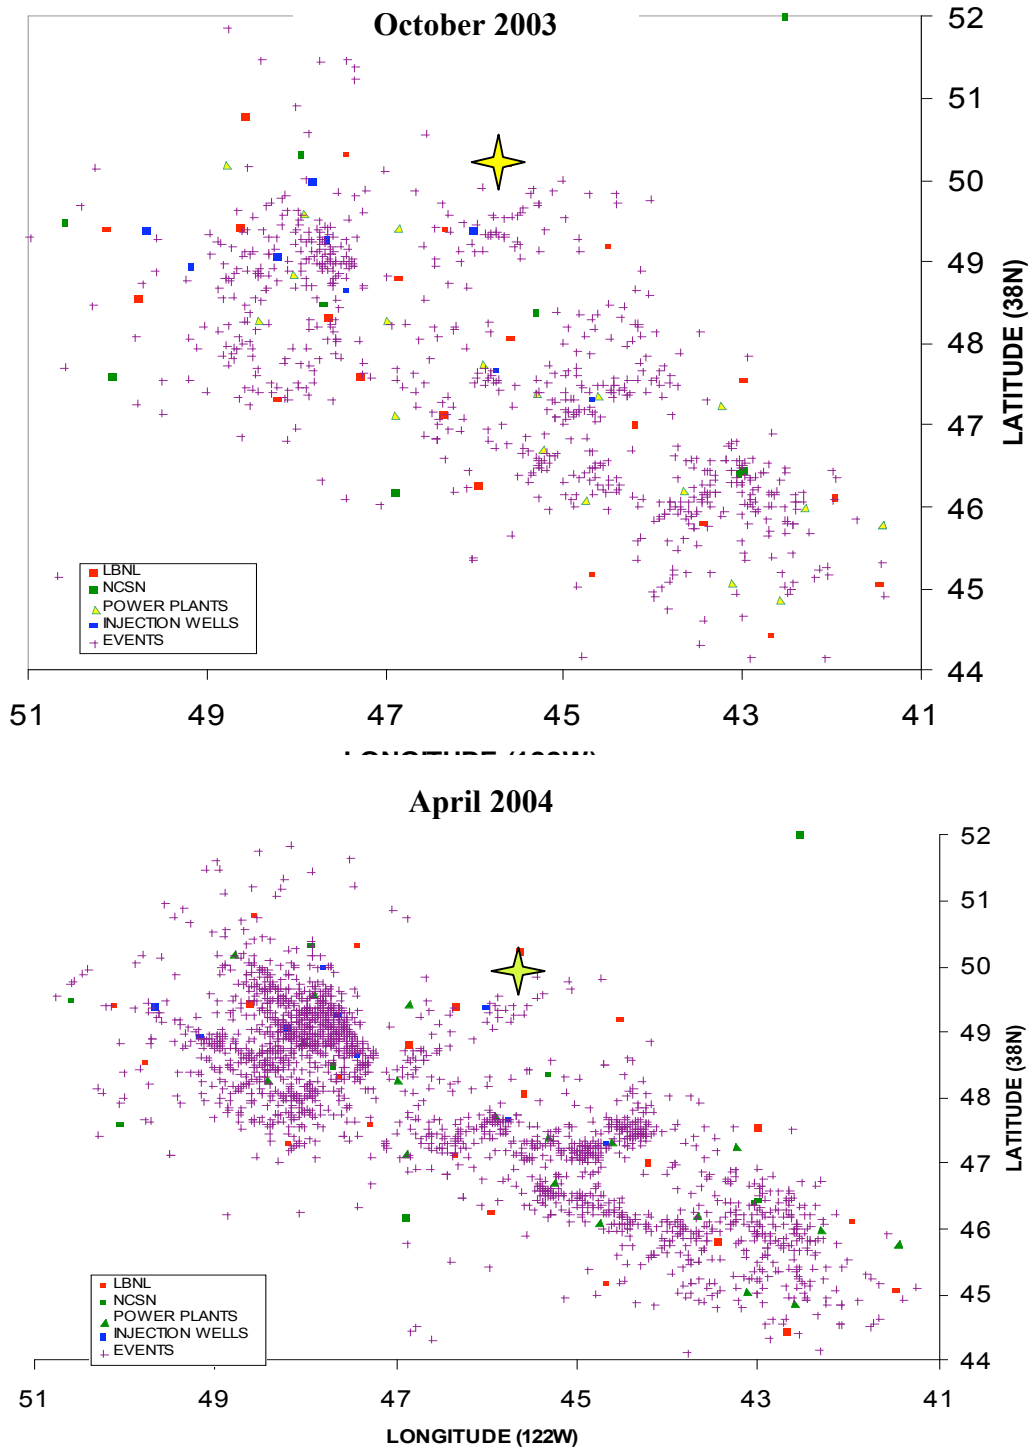 October 2003
52
51
50
49
48
47
46
45
44
LATITUDE (38N)
LBNL
NCSN
POWER PLANTS
INJECTION WELLS
EVENTS
51 49 47 45 43 41
LONGITUDE (122W)
April 2004
52
51
50
49
48
47
46
45
44
LATITUDE (38N)
LBNL
NCSN
POWER PLANTS
INJECTION WELLS
EVENTS
51 49 47 45 43 41
LONGITUDE (122W)